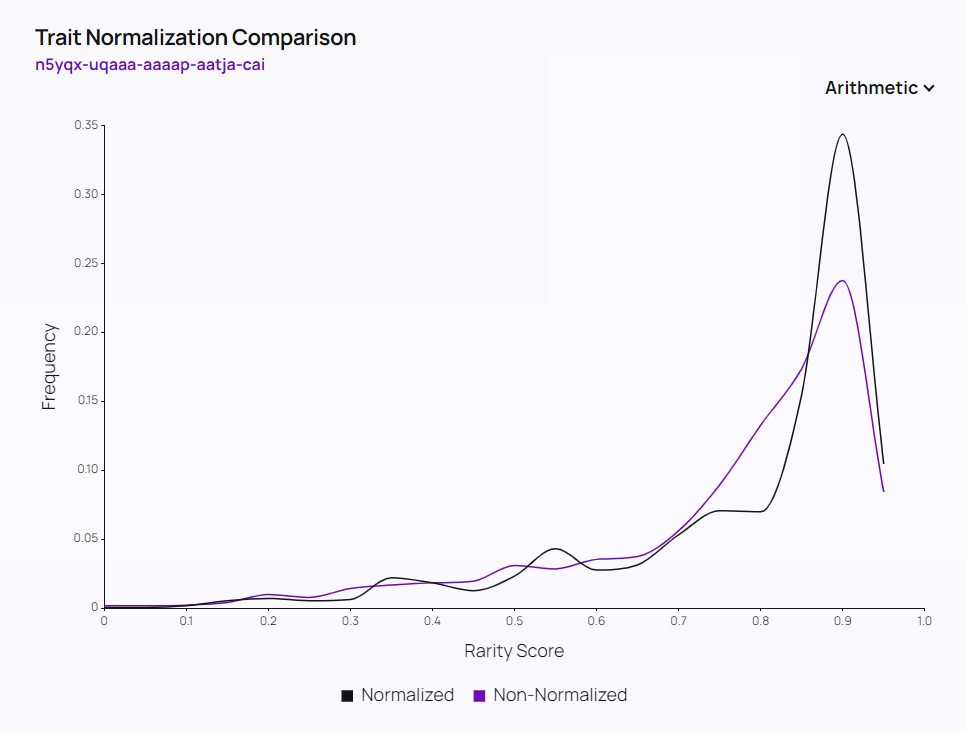 Trait Normalization Comparison
n5yqx-uqaaa-aaaap-aatja-cai
Arithmetic
0.35
0.30
0.25
0.20
0.15
0.10
0.05
0
Frequency
0 0.1 0.2 0.3 0.4 0.5 0.6 0.7 0.8 0.9 1.0
Rarity Score
Normalized Non-Normalized